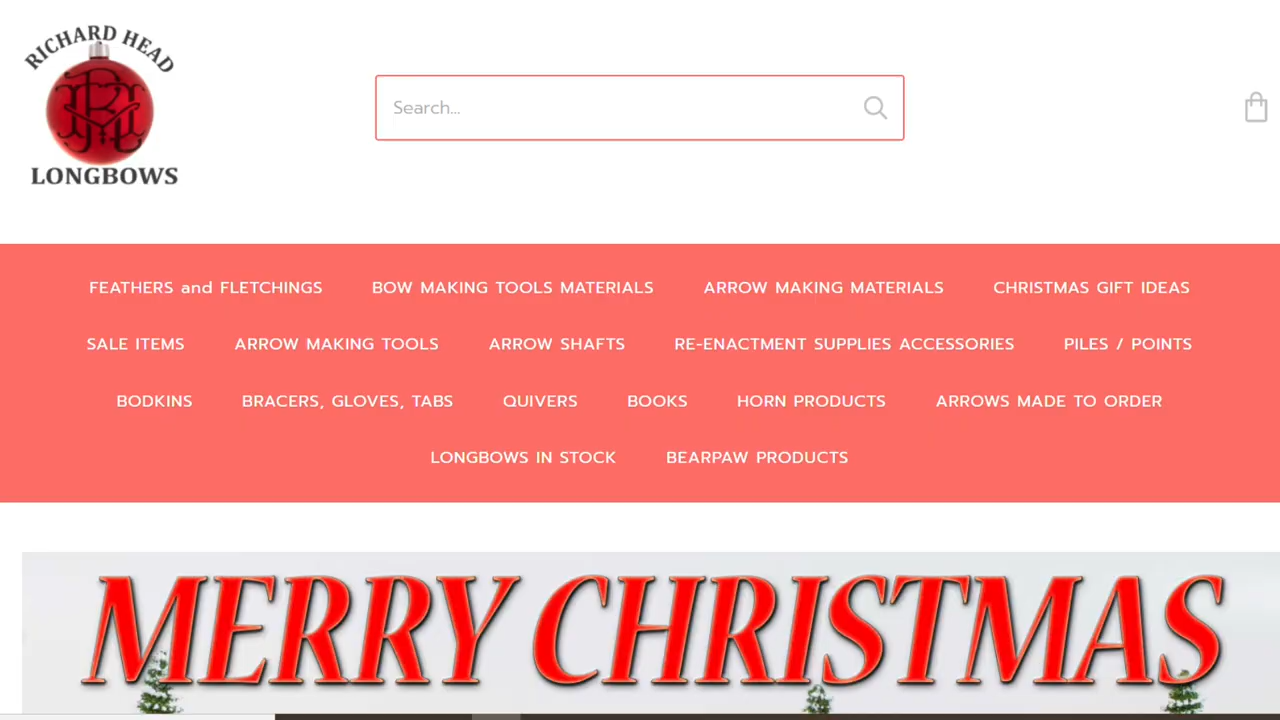 RICHARD HEAD
LONGBOWS
Search...
FEATHERS and FLETCHINGS BOW MAKING TOOLS MATERIALS ARROW MAKING MATERIALS CHRISTMAS GIFT IDEAS
SALE ITEMS ARROW MAKING TOOLS ARROW SHAFTS RE-ENACTMENT SUPPLIES ACCESSORIES PILES / POINTS
BODKINS BRACERS, GLOVES, TABS QUIVERS BOOKS HORN PRODUCTS ARROWS MADE TO ORDER
LONGBOWS IN STOCK BEARPAW PRODUCTS
MERRY CHRISTMAS